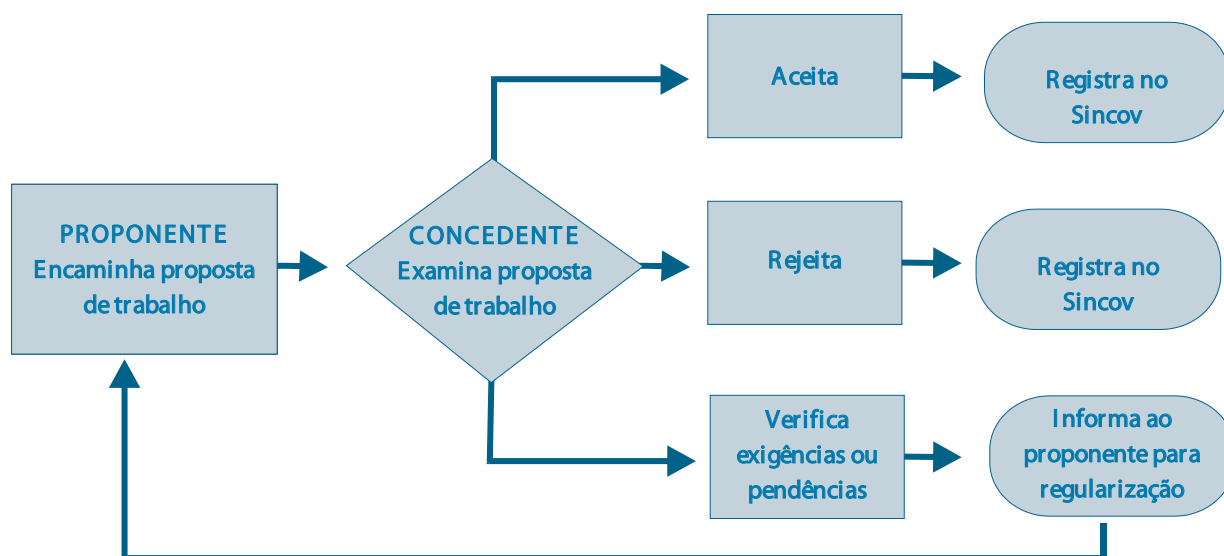 PROPONENTE
Encaminha proposta
de trabalho
CONCEDENTE
Examina proposta
de trabalho
Aceita
Registra no
Sincov
Rejeita
Registra no
Sincov
Verifica
exigências ou
pendências
Informa ao
proponente para
regularização